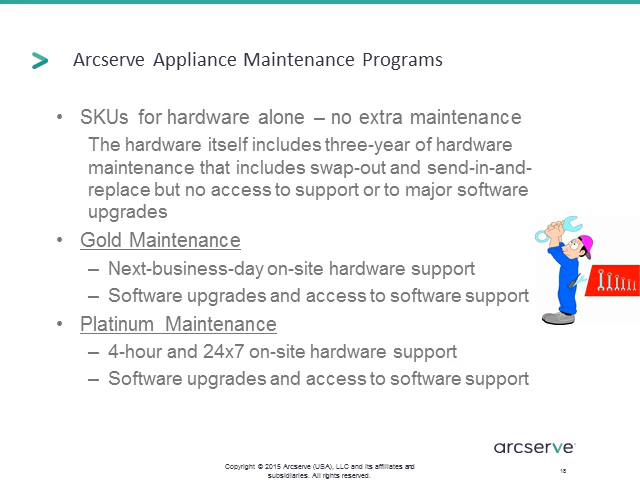 Arcserve Appliance Maintenance Programs
• SKUs for hardware alone – no extra maintenance
The hardware itself includes three-year of hardware
maintenance that includes swap-out and send-in-and-
replace but no access to support or to major software
upgrades
• Gold Maintenance
– Next-business-day on-site hardware support
– Software upgrades and access to software support
• Platinum Maintenance
– 4-hour and 24x7 on-site hardware support
– Software upgrades and access to software support
arcserve
Copyright © 2015 Arcserve (USA), LLC and its affiliates and
subsidiaries. All rights reserved.
18